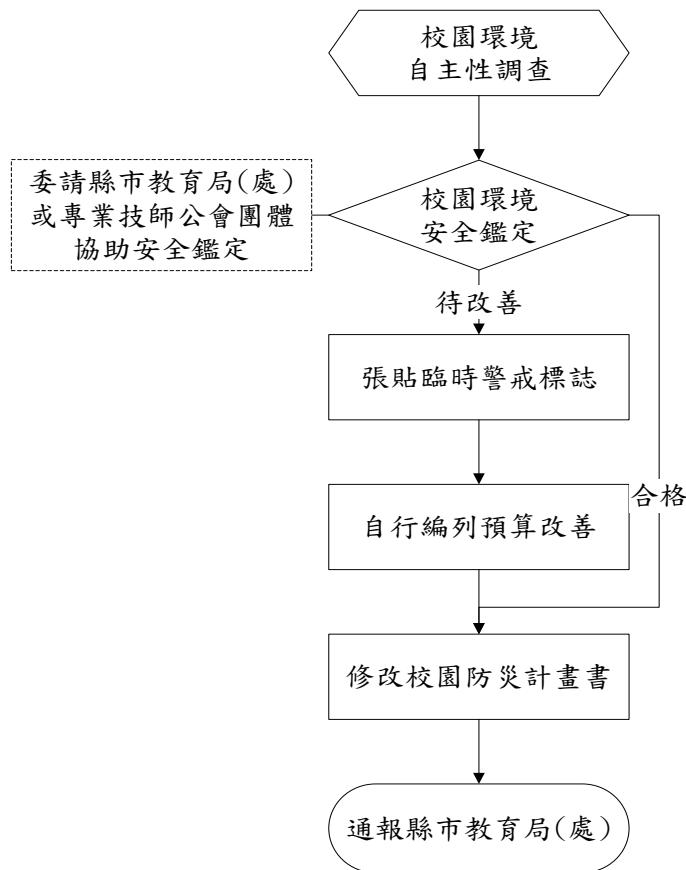 校園環境
自主性調查
委請縣市教育局(處)
或專業技師公會團體
協助安全鑑定
校園環境
安全鑑定
待改善
張貼臨時警戒標誌
自行編列預算改善
合格
修改校園防災計畫書
通報縣市教育局(處)